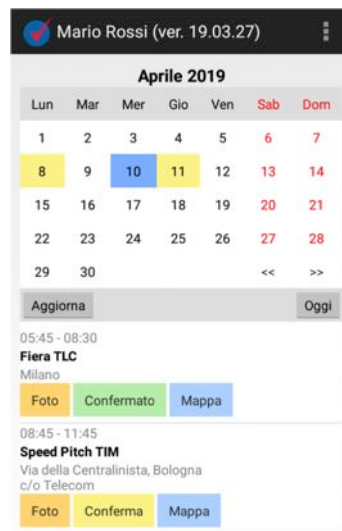 Mario Rossi (ver. 19.03.27)
Aprile 2019
Lun Mar Mer Gio Ven Sab Dom
1 2 3 4 5 6 7
8 9 10 11 12 13 14
15 16 17 18 19 20 21
22 23 24 25 26 27 28
29 30 << >>
Aggiorna Oggi
05:45 - 08:30
Fiera TLC
Milano
Foto Confermato Mappa
08:45 - 11:45
Speed Pitch TIM
Via della Centralinista, Bologna
c/o Telecom
Foto Conferma Mappa